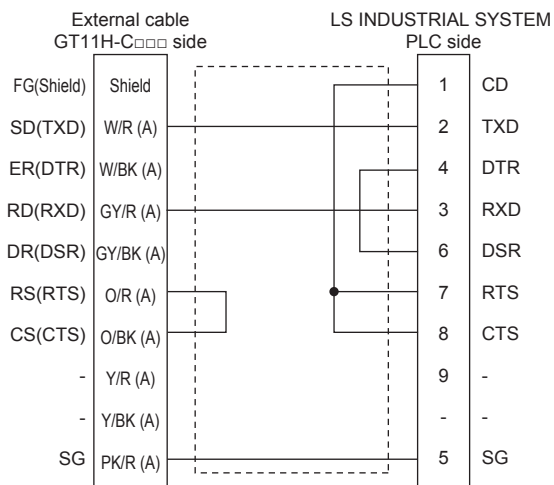 External cable LS INDUSTRIAL SYSTEM
GT11H-C□□□ side PLC side
FG(Shield) Shield 1 CD
SD(TXD) W/R (A) 2 TXD
ER(DTR) W/BK (A) 4 DTR
RD(RXD) GY/R (A) 3 RXD
DR(DSR) GY/BK (A) 6 DSR
RS(RTS) O/R (A) 7 RTS
CS(CTS) O/BK (A) 8 CTS
- Y/R (A) 9 -
- Y/BK (A) - -
SG PK/R (A) 5 SG